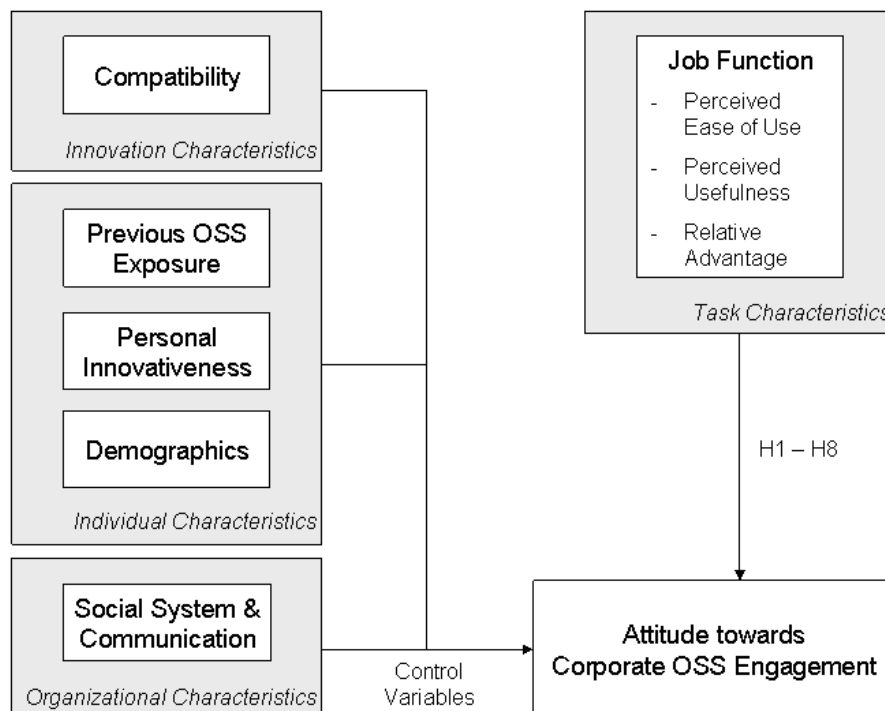 Compatibility
Innovation Characteristics
Previous OSS
Exposure
Personal
Innovativeness
Demographics
Individual Characteristics
Social System &
Communication
Organizational Characteristics
Control
Variables
Job Function
- Perceived
Ease of Use
- Perceived
Usefulness
- Relative
Advantage
Task Characteristics
H1 – H8
Attitude towards
Corporate OSS Engagement